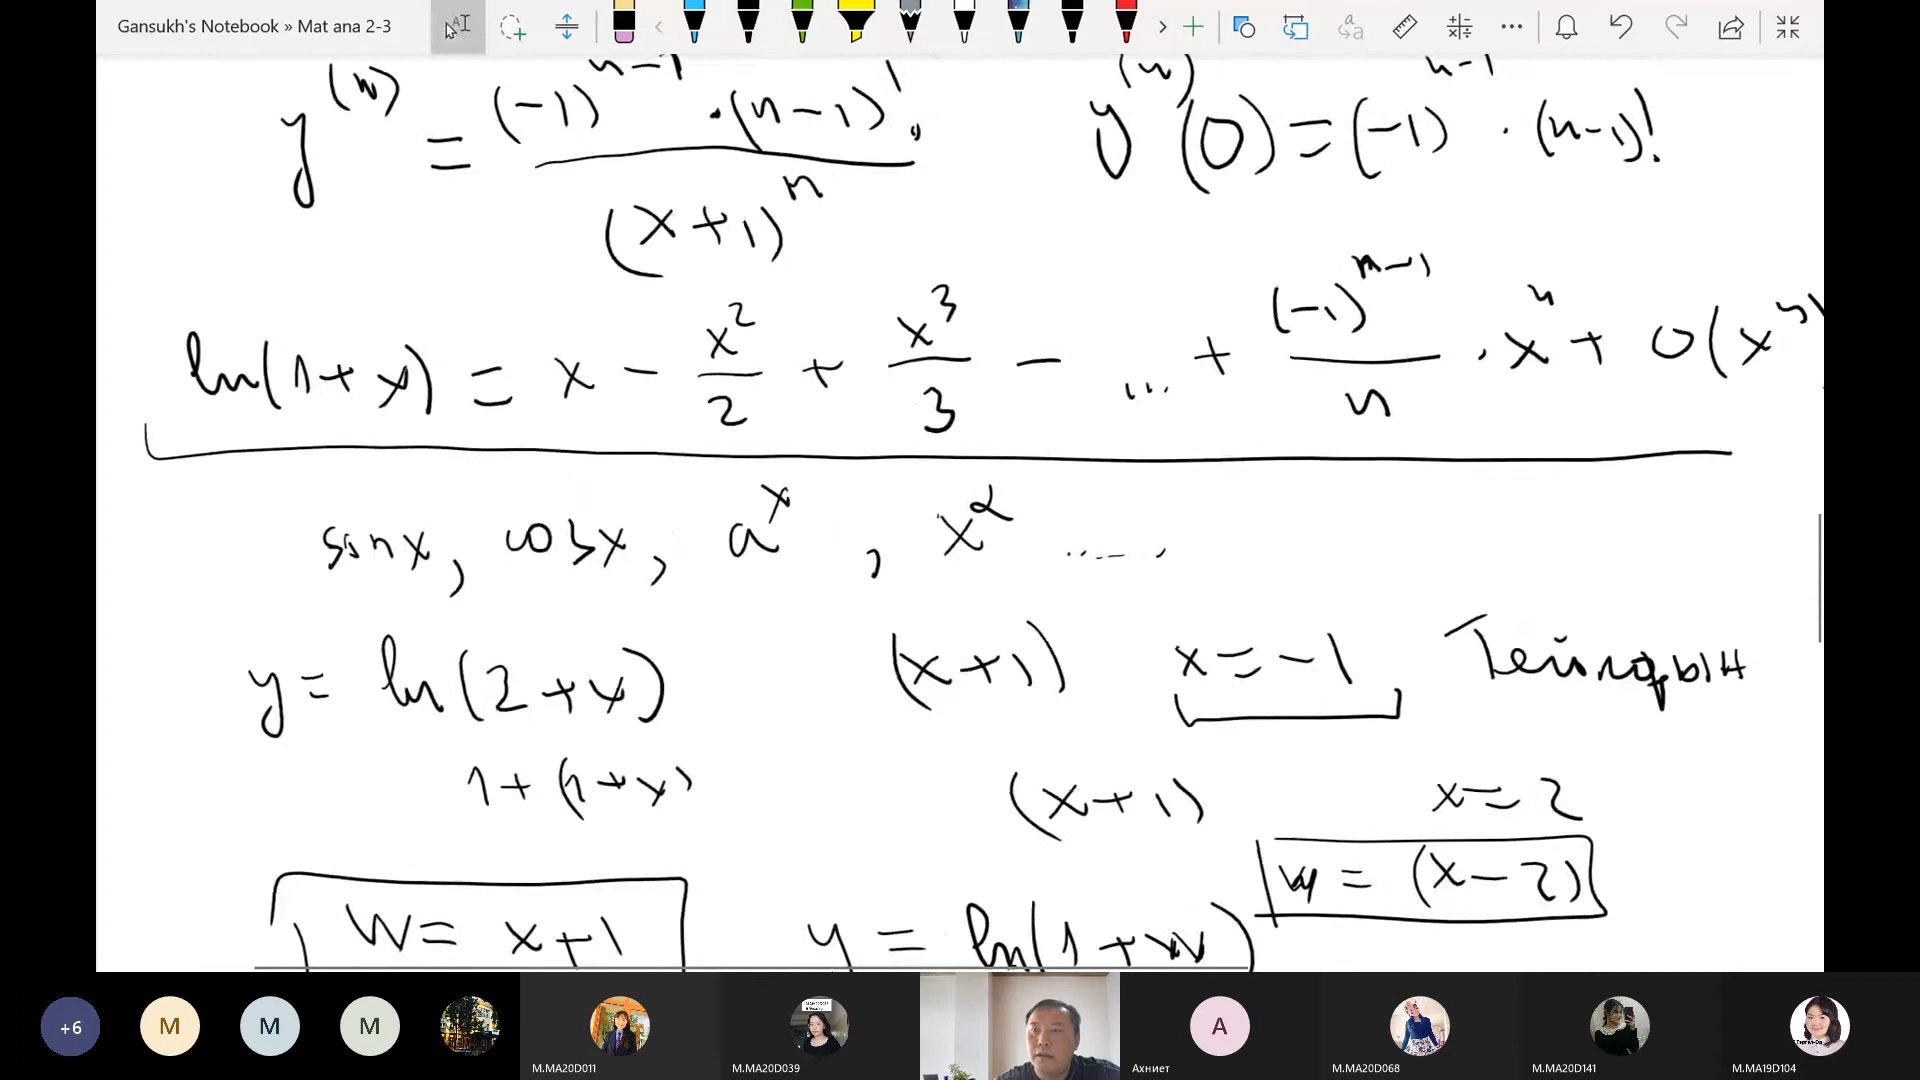 Gansukh's Notebook » Mat ana 2-3
y^(n) = (-1)^(n-1) · (n-1)! / (x+1)^n    y^(n)(0) = (-1)^(n-1) · (n-1)!
ln(1+x) = x - x^2/2 + x^3/3 - ... + (-1)^(n-1)/n · x^n + o(x^n)
sinx, cosx, a^x, x^α .....,
y = ln(2+x)    (x+1)    x=-1    Тейлорын
1+(1+x)    (x+1)    x=2
w = (x-2)
W = x+1    y = ln(1+w)
+6 M M M A
M.MA20D011 M.MA20D039 Ахниет M.MA20D068 M.MA20D141 M.MA19D104